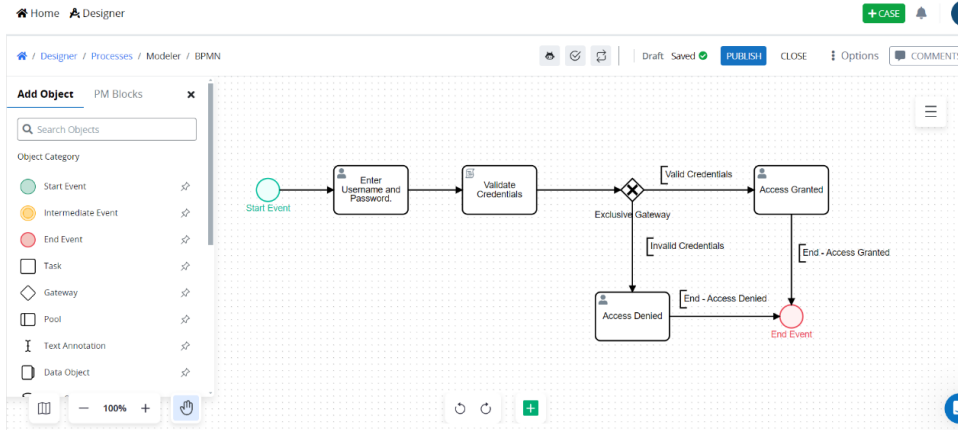 Home Designer
+ CASE
/ Designer / Processes / Modeler / BPMN
Draft Saved PUBLISH CLOSE Options COMMENTS
Add Object PM Blocks
Search Objects
Object Category
Start Event
Intermediate Event
End Event
Task
Gateway
Pool
Text Annotation
Data Object
100%
Start Event
Enter
Username and
Password.
Validate
Credentials
Exclusive Gateway
Valid Credentials
Access Granted
Invalid Credentials
End - Access Granted
Access Denied
End - Access Denied
End Event